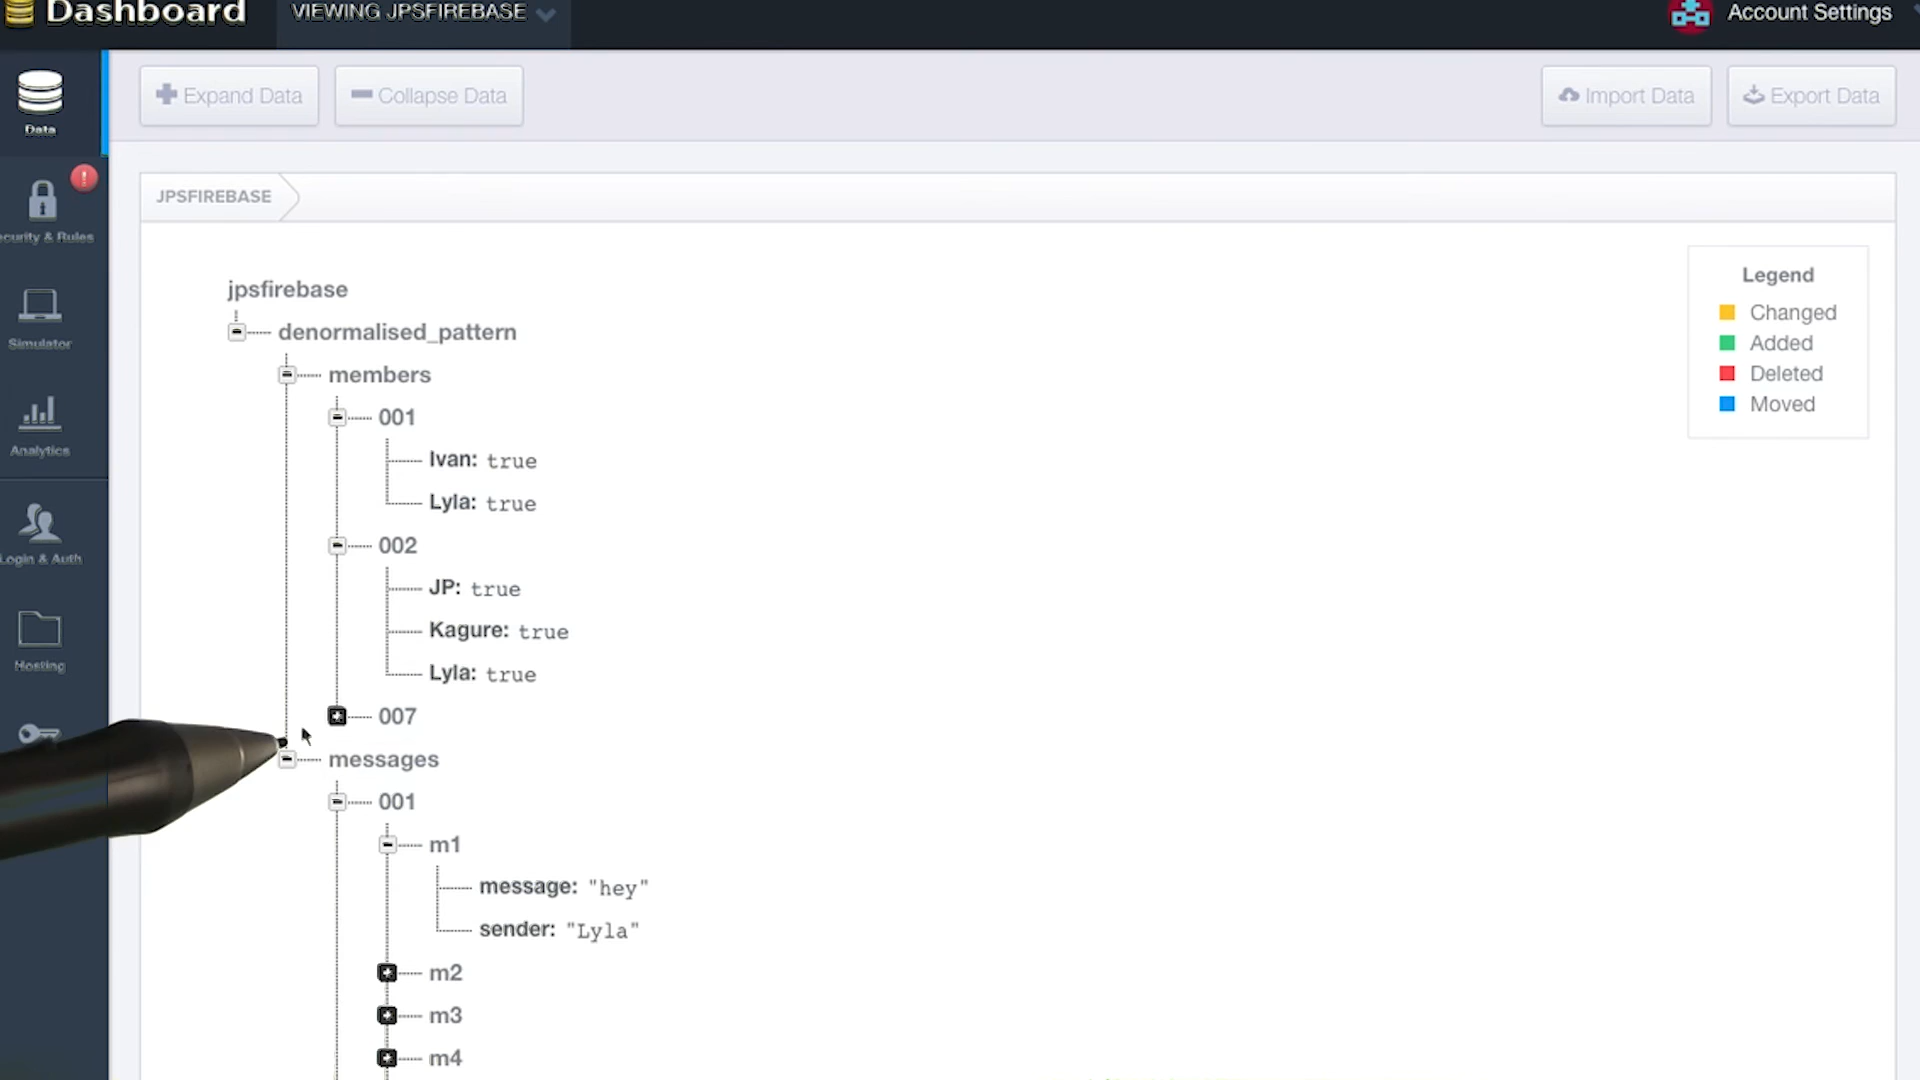 Dashboard
VIEWING JPSFIREBASE
Account Settings
Data
Expand Data
Collapse Data
Import Data
Export Data
JPSFIREBASE
curity & Rules
Simulator
Analytics
Login & Auth
Hosting
jpsfirebase
denormalised_pattern
members
001
Ivan: true
Lyla: true
002
JP: true
Kagure: true
Lyla: true
007
messages
001
m1
message: "hey"
sender: "Lyla"
m2
m3
m4
Legend
Changed
Added
Deleted
Moved